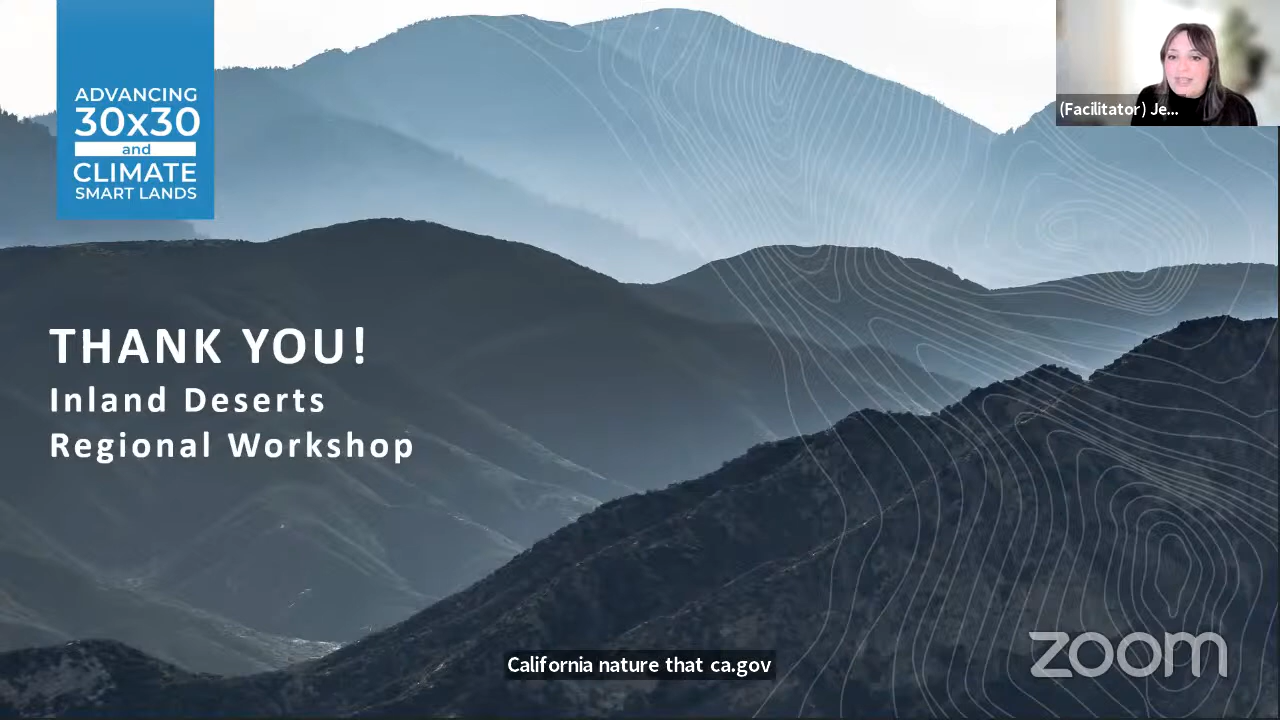 ADVANCING
30x30
and
CLIMATE
SMART LANDS
(Facilitator) Je...
THANK YOU!
Inland Deserts
Regional Workshop
zoom
California nature that ca.gov